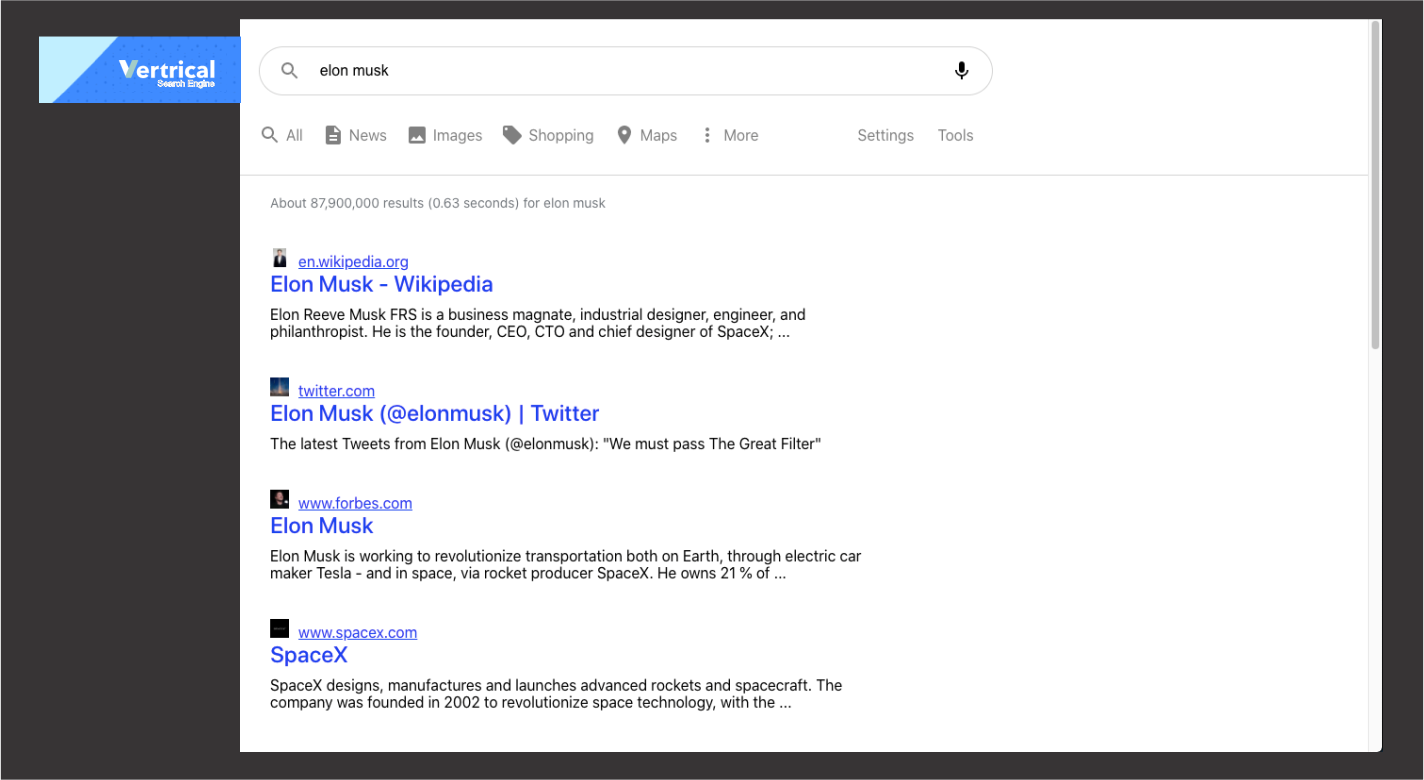 Vertrical
Search Engine
elon musk
All News Images Shopping Maps More Settings Tools
About 87,900,000 results (0.63 seconds) for elon musk
en.wikipedia.org
Elon Musk - Wikipedia
Elon Reeve Musk FRS is a business magnate, industrial designer, engineer, and
philanthropist. He is the founder, CEO, CTO and chief designer of SpaceX; ...
twitter.com
Elon Musk (@elonmusk) | Twitter
The latest Tweets from Elon Musk (@elonmusk): "We must pass The Great Filter"
www.forbes.com
Elon Musk
Elon Musk is working to revolutionize transportation both on Earth, through electric car
maker Tesla - and in space, via rocket producer SpaceX. He owns 21 % of ...
www.spacex.com
SpaceX
SpaceX designs, manufactures and launches advanced rockets and spacecraft. The
company was founded in 2002 to revolutionize space technology, with the ...